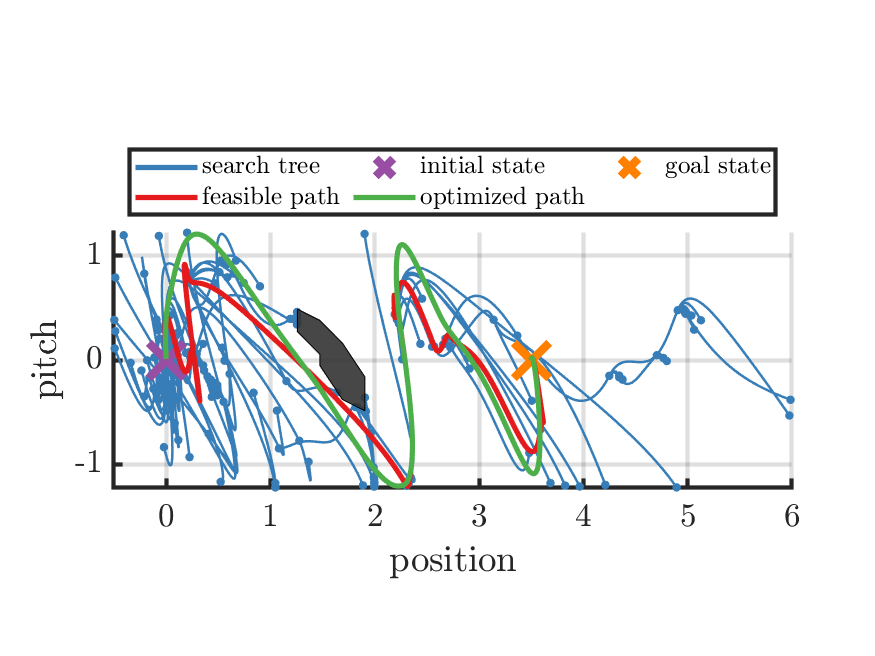 search tree initial state goal state
feasible path optimized path
1
0
-1
pitch
0 1 2 3 4 5 6
position